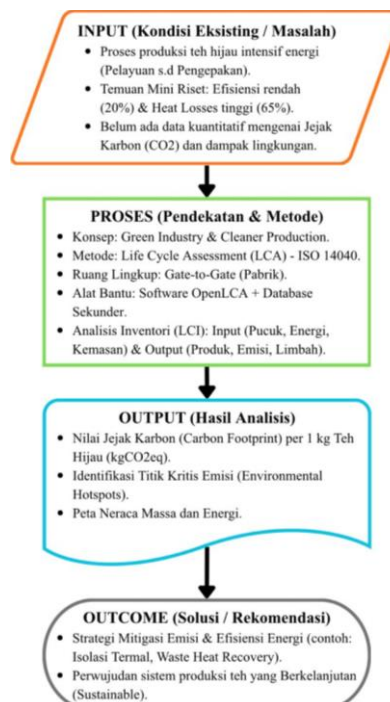 INPUT (Kondisi Eksisting / Masalah)
• Proses produksi teh hijau intensif energi
(Pelayuan s.d Pengepakan).
• Temuan Mini Riset: Efisiensi rendah
(20%) & Heat Losses tinggi (65%).
• Belum ada data kuantitatif mengenai Jejak
Karbon (CO2) dan dampak lingkungan.
PROSES (Pendekatan & Metode)
• Konsep: Green Industry & Cleaner Production.
• Metode: Life Cycle Assessment (LCA) - ISO 14040.
• Ruang Lingkup: Gate-to-Gate (Pabrik).
• Alat Bantu: Software OpenLCA + Database
Sekunder.
• Analisis Inventori (LCI): Input (Pucuk, Energi,
Kemasan) & Output (Produk, Emisi, Limbah).
OUTPUT (Hasil Analisis)
• Nilai Jejak Karbon (Carbon Footprint) per 1 kg Teh
Hijau (kgCO2eq).
• Identifikasi Titik Kritis Emisi (Environmental
Hotspots).
• Peta Neraca Massa dan Energi.
OUTCOME (Solusi / Rekomendasi)
• Strategi Mitigasi Emisi & Efisiensi Energi (contoh:
Isolasi Termal, Waste Heat Recovery).
• Perwujudan sistem produksi teh yang Berkelanjutan
(Sustainable).